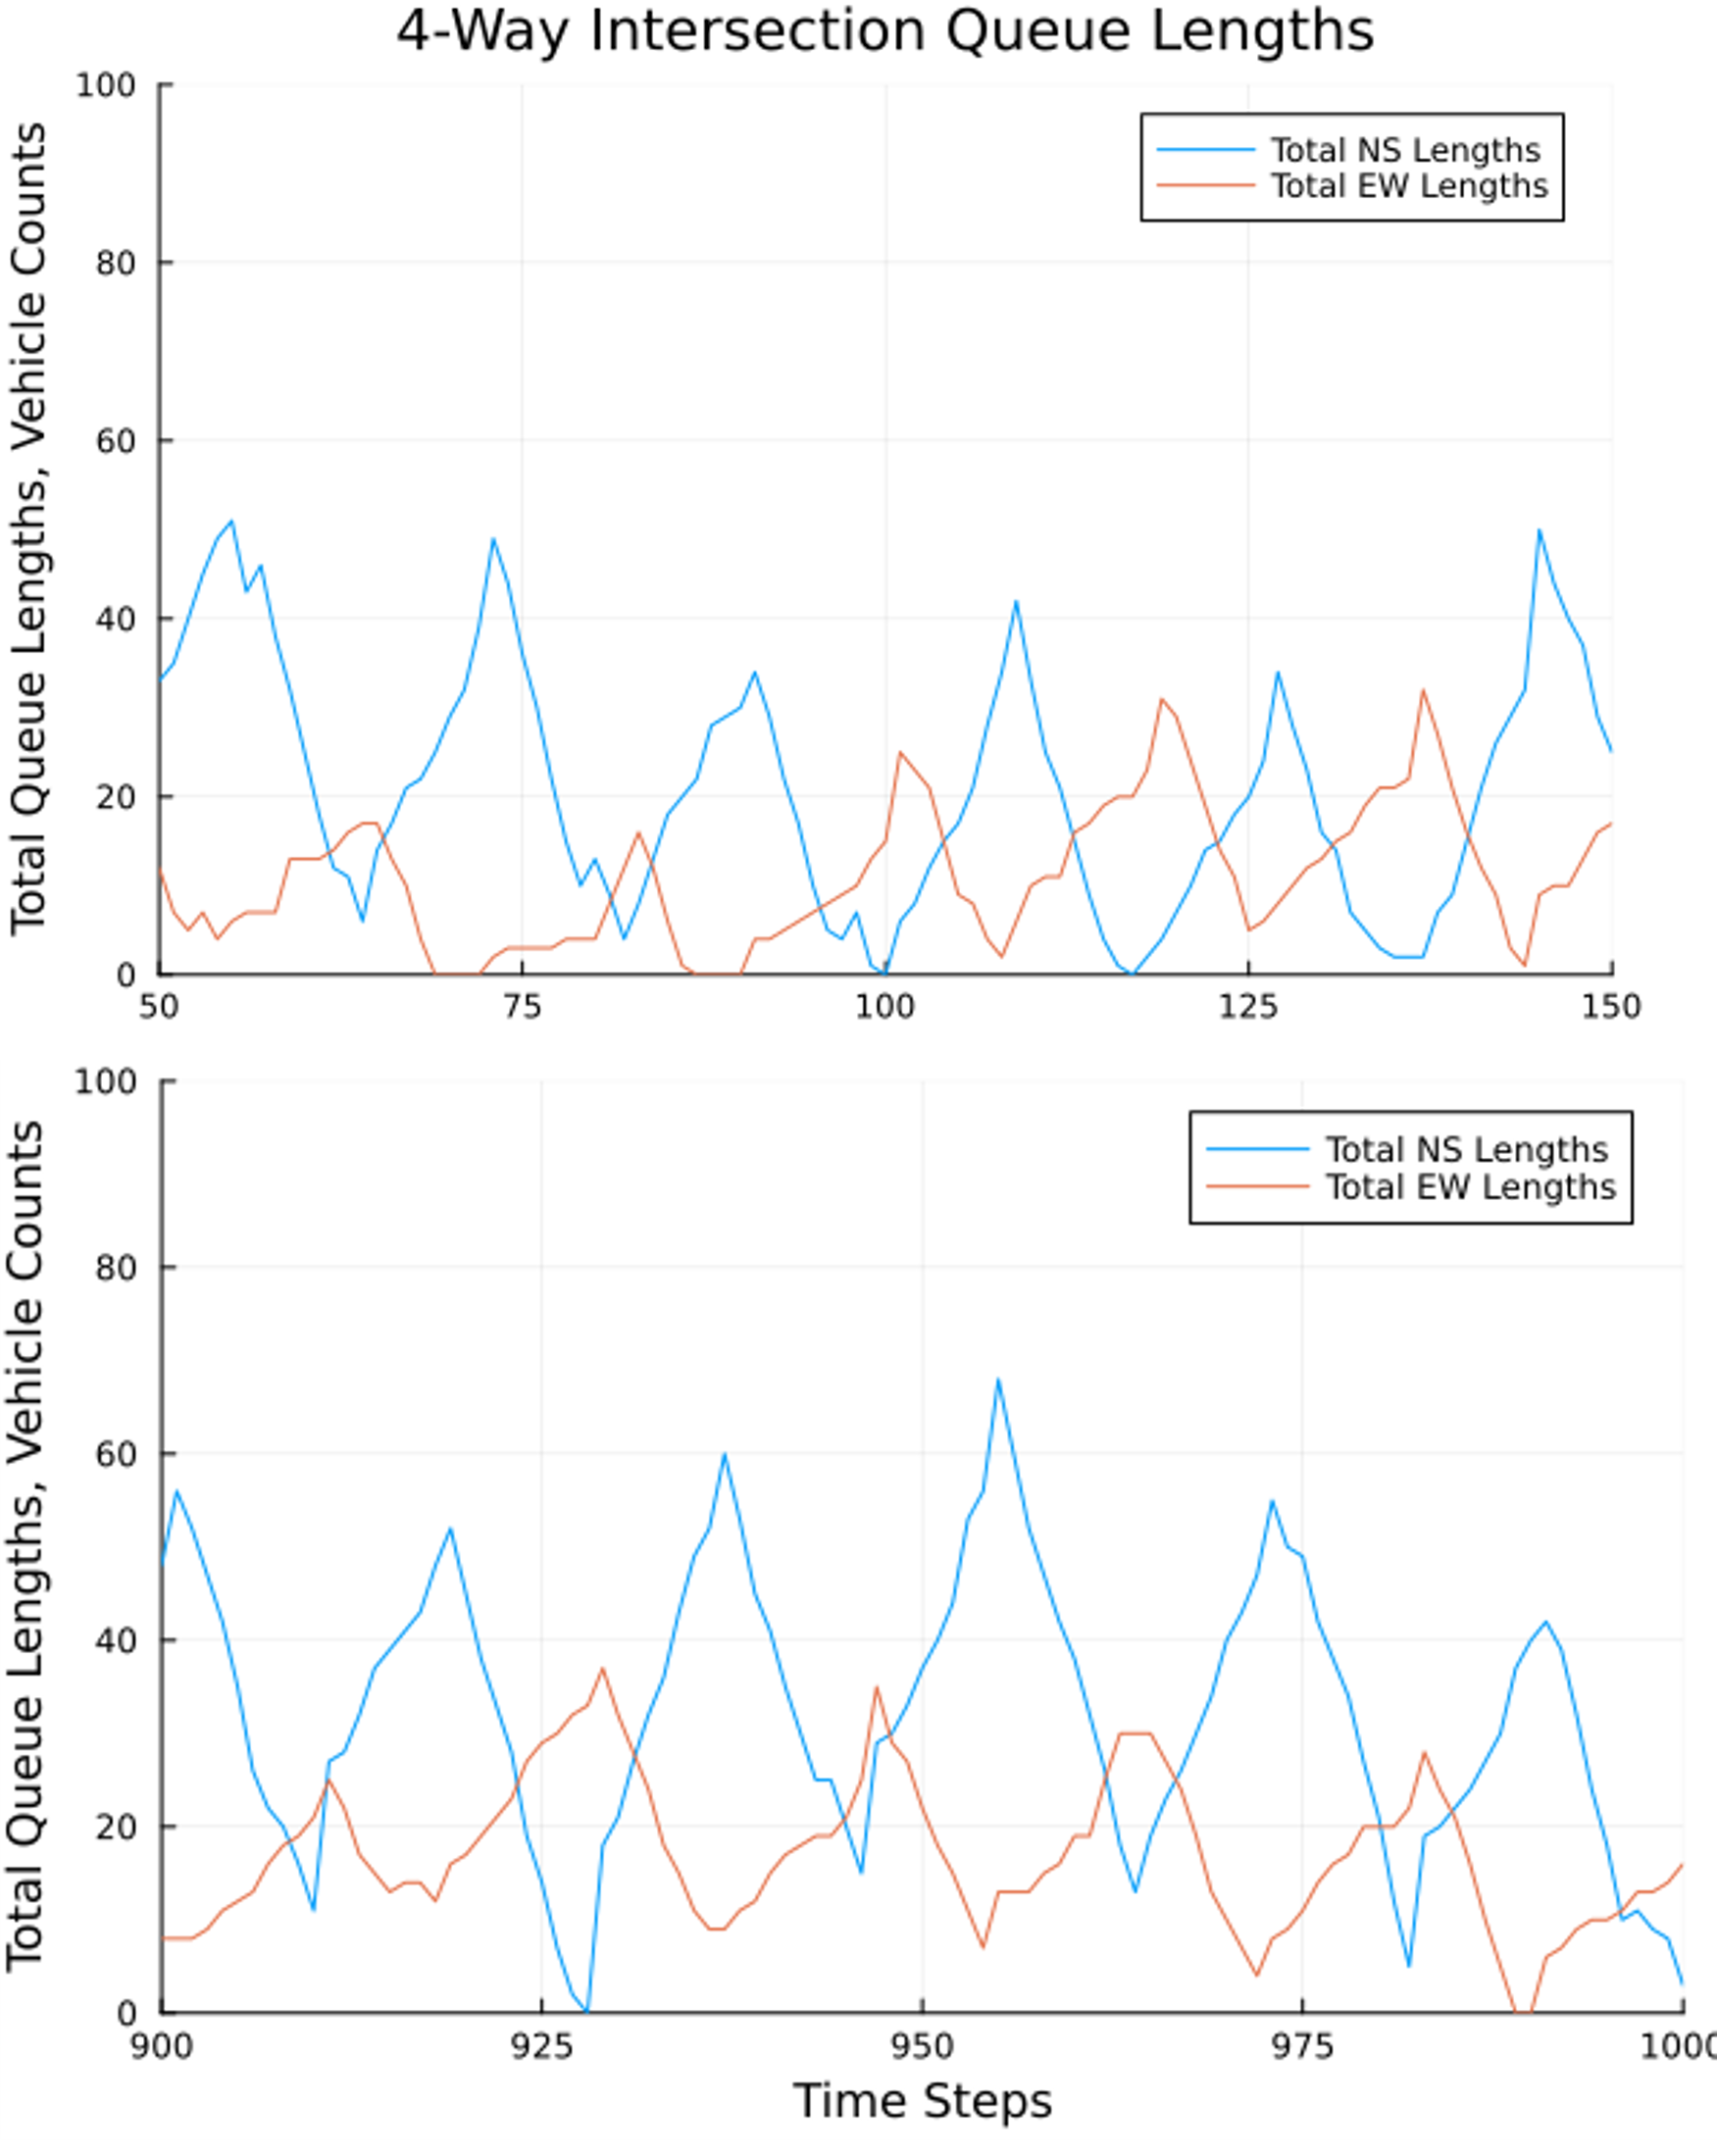 4-Way Intersection Queue Lengths
Total Queue Lengths, Vehicle Counts
100
80
60
40
20
0
Total NS Lengths
Total EW Lengths
50 75 100 125 150
Total Queue Lengths, Vehicle Counts
100
80
60
40
20
0
Total NS Lengths
Total EW Lengths
900 925 950 975 1000
Time Steps